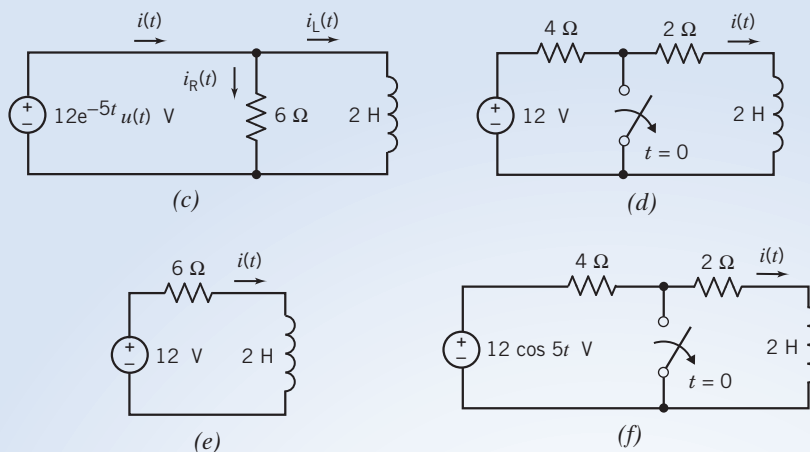 i(t)
i_L(t)
i_R(t)
+
−
12e^{−5t} u(t) V
6 Ω
2 H
(c)
4 Ω
2 Ω
i(t)
+
−
12 V
t = 0
2 H
(d)
6 Ω
i(t)
+
−
12 V
2 H
(e)
4 Ω
2 Ω
i(t)
+
−
12 cos 5t V
t = 0
2 H
(f)